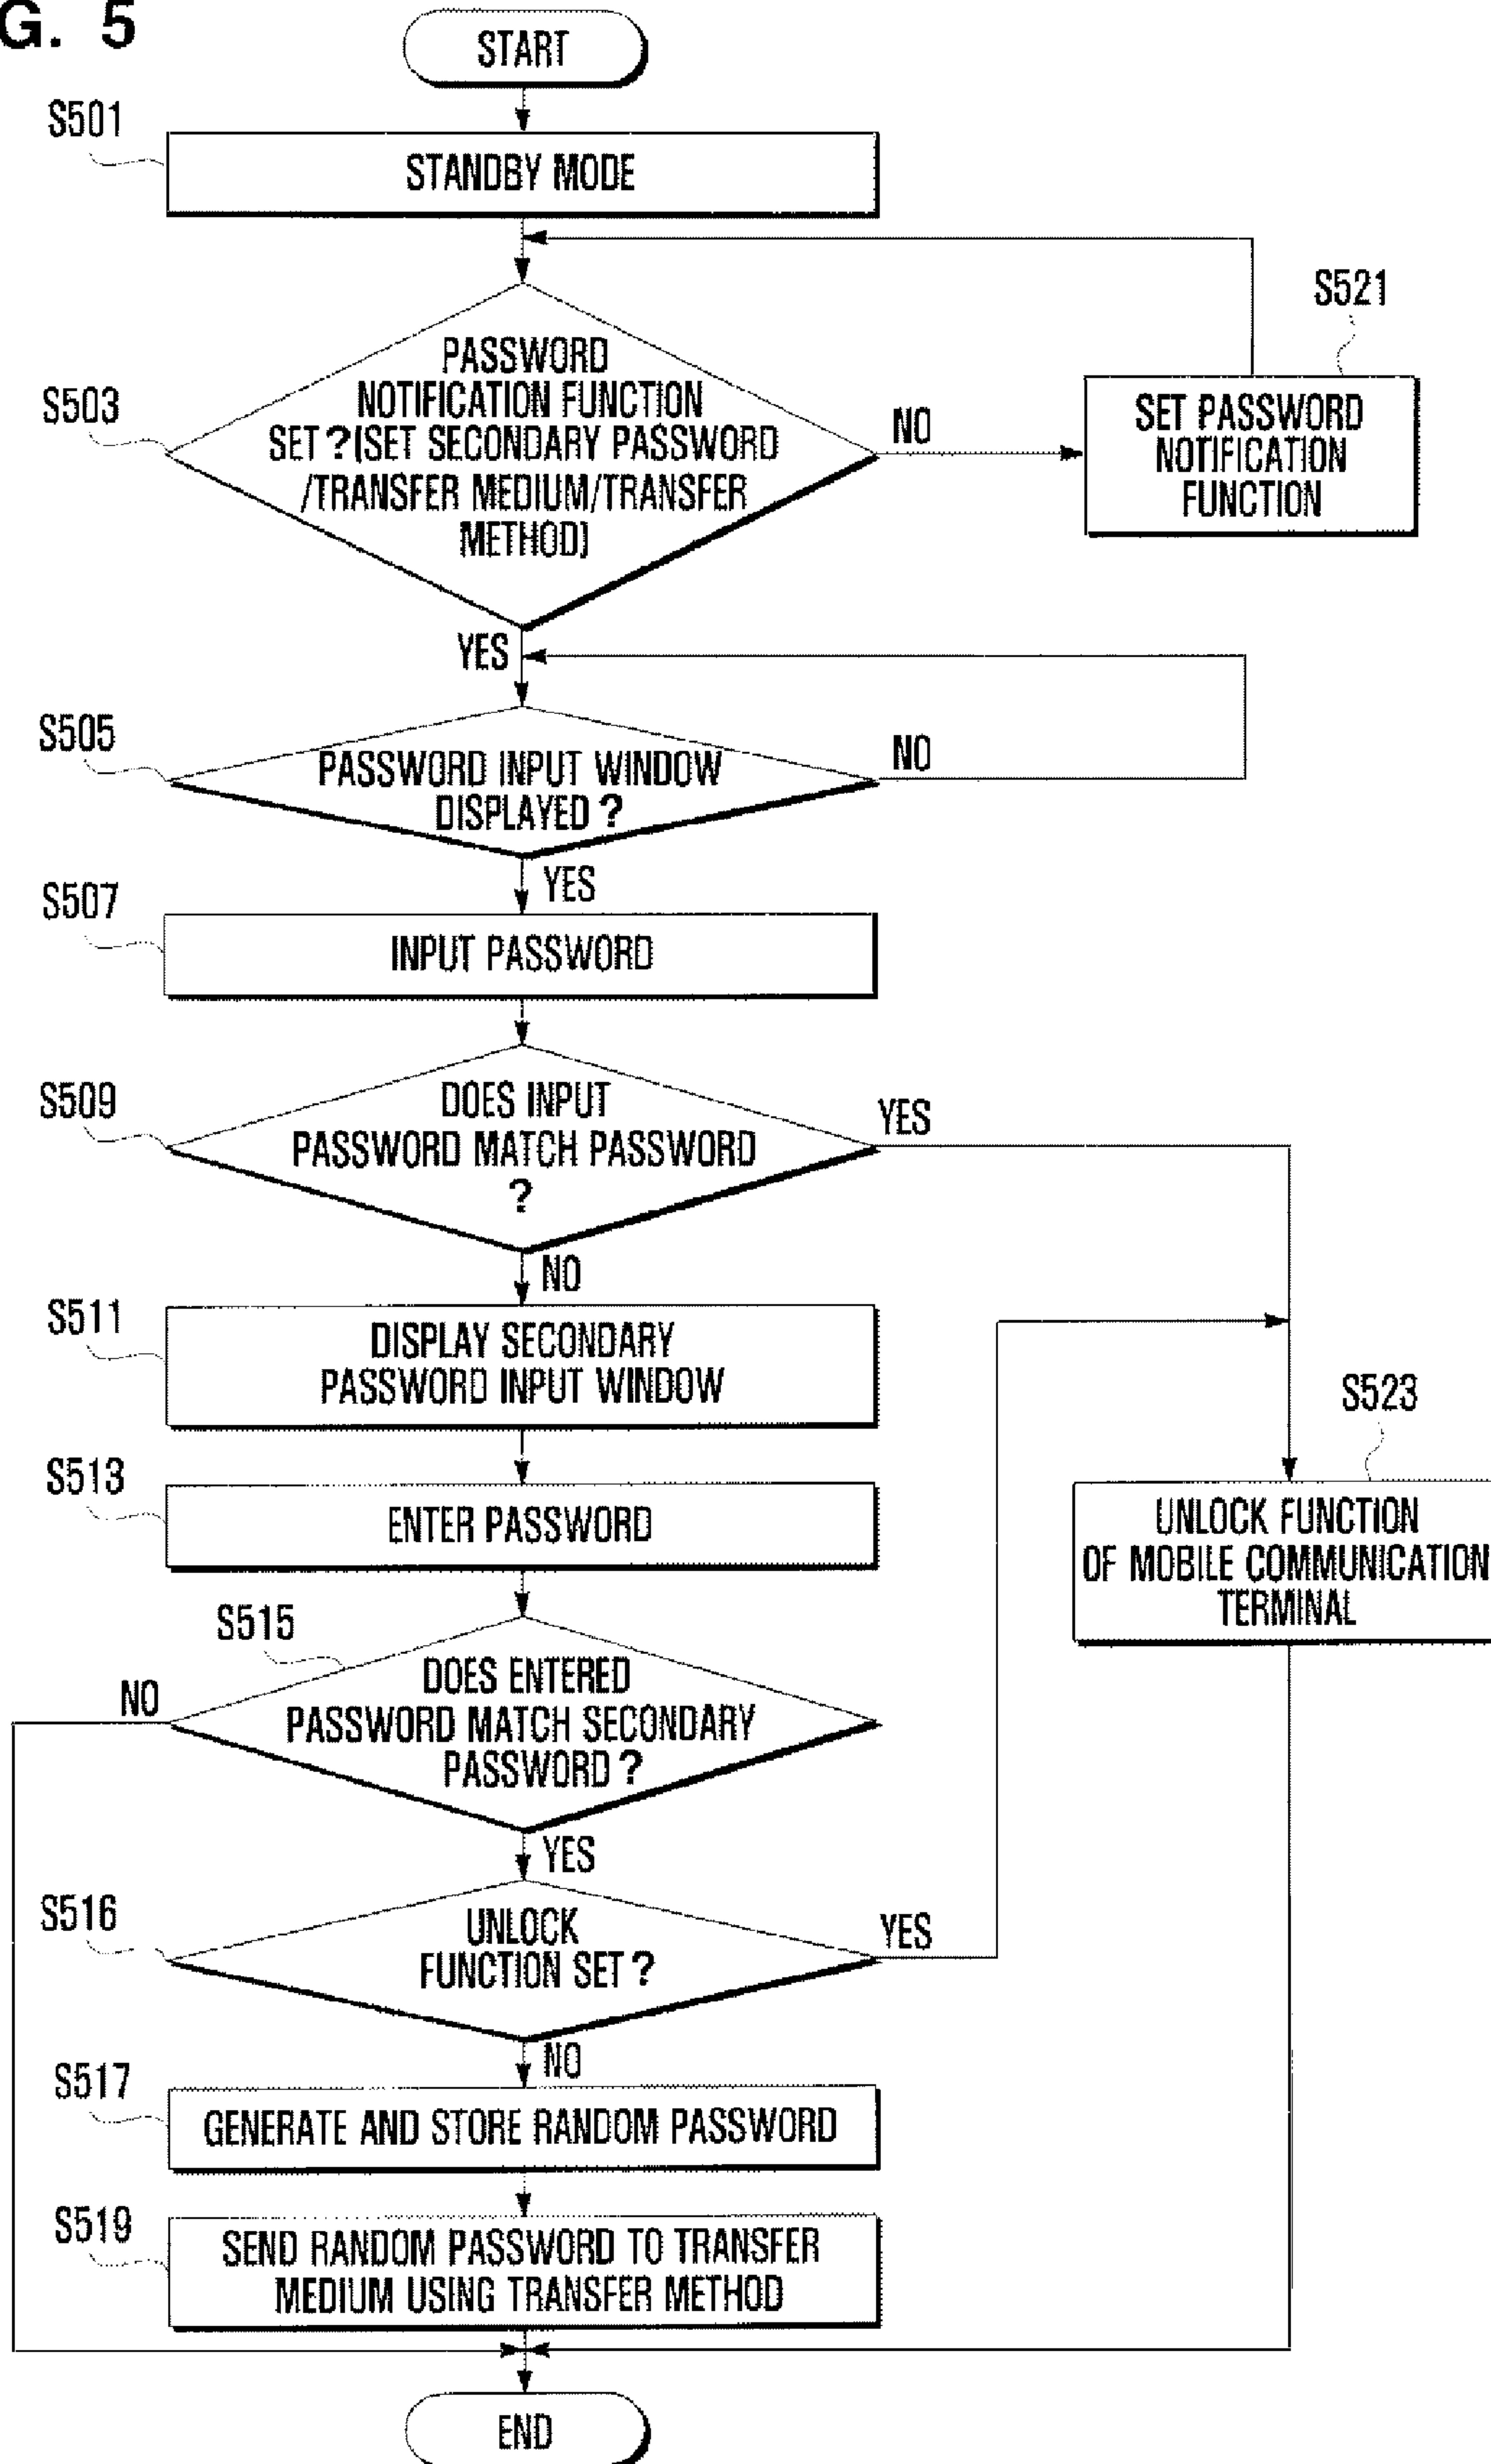 G. 5
START
S501
STANDBY MODE
S521
PASSWORD
NOTIFICATION FUNCTION
SET?(SET SECONDARY PASSWORD
/TRANSFER MEDIUM/TRANSFER
METHOD)
S503
NO
SET PASSWORD
NOTIFICATION
FUNCTION
YES
S505
PASSWORD INPUT WINDOW
DISPLAYED?
NO
YES
S507
INPUT PASSWORD
S509
DOES INPUT
PASSWORD MATCH PASSWORD
?
YES
NO
S511
DISPLAY SECONDARY
PASSWORD INPUT WINDOW
S513
ENTER PASSWORD
S523
UNLOCK FUNCTION
OF MOBILE COMMUNICATION
TERMINAL
S515
NO
DOES ENTERED
PASSWORD MATCH SECONDARY
PASSWORD?
YES
S516
UNLOCK
FUNCTION SET?
YES
NO
S517
GENERATE AND STORE RANDOM PASSWORD
S519
SEND RANDOM PASSWORD TO TRANSFER
MEDIUM USING TRANSFER METHOD
END